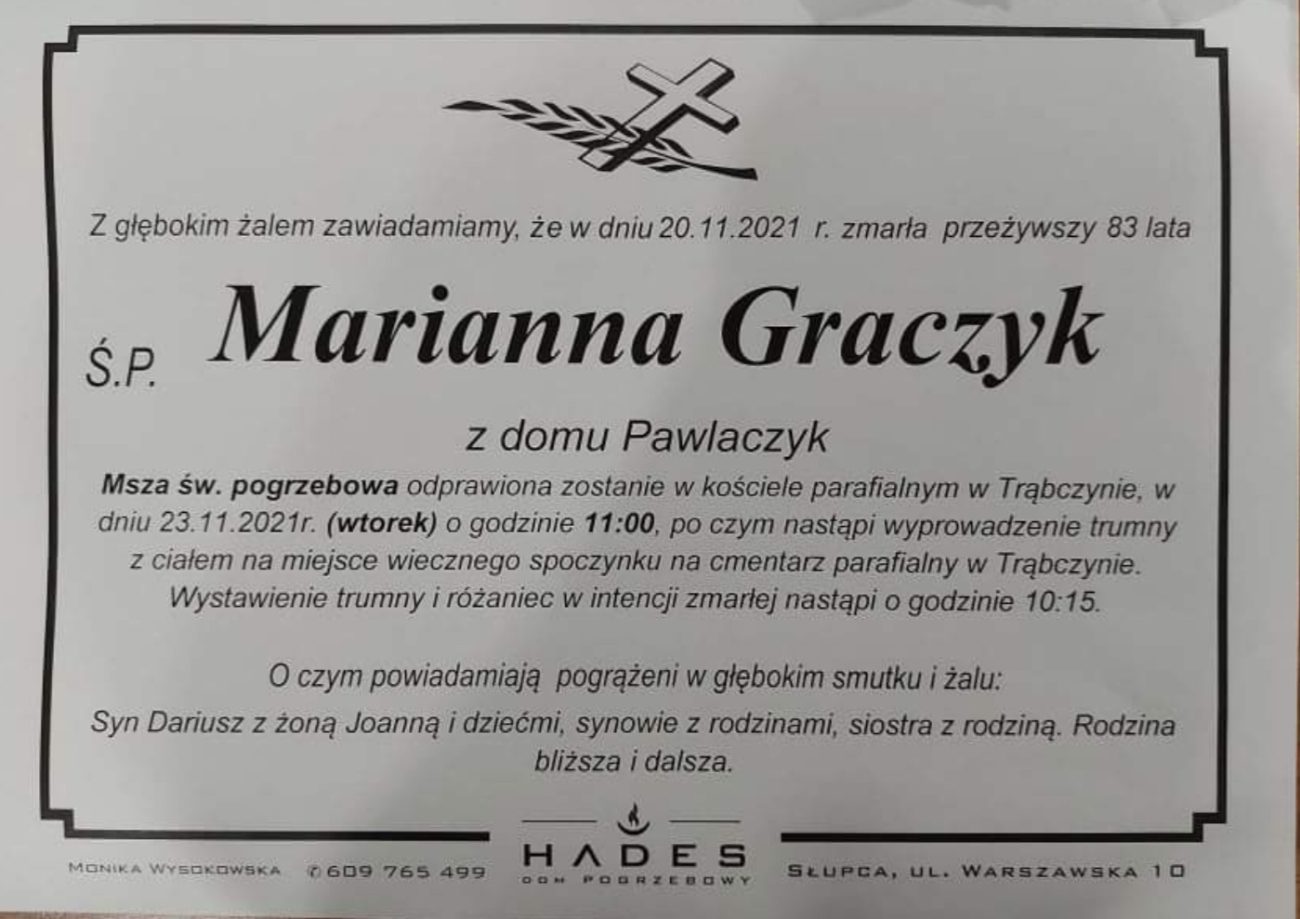 Z głębokim żalem zawiadamiamy, że w dniu 20.11.2021 r. zmarła przeżywszy 83 lata
Ś.P. Marianna Graczyk
z domu Pawlaczyk
Msza św. pogrzebowa odprawiona zostanie w kościele parafialnym w Trąbczynie, w
dniu 23.11.2021r. (wtorek) o godzinie 11:00, po czym nastąpi wyprowadzenie trumny
z ciałem na miejsce wiecznego spoczynku na cmentarz parafialny w Trąbczynie.
Wystawienie trumny i różaniec w intencji zmarłej nastąpi o godzinie 10:15.
O czym powiadamiają pogrążeni w głębokim smutku i żalu:
Syn Dariusz z żoną Joanną i dziećmi, synowie z rodzinami, siostra z rodziną. Rodzina
bliższa i dalsza.
MONIKA WYSOKOWSKA ✆609 765 499
HADES
DOM POGRZEBOWY
SŁUPCA, UL. WARSZAWSKA 10